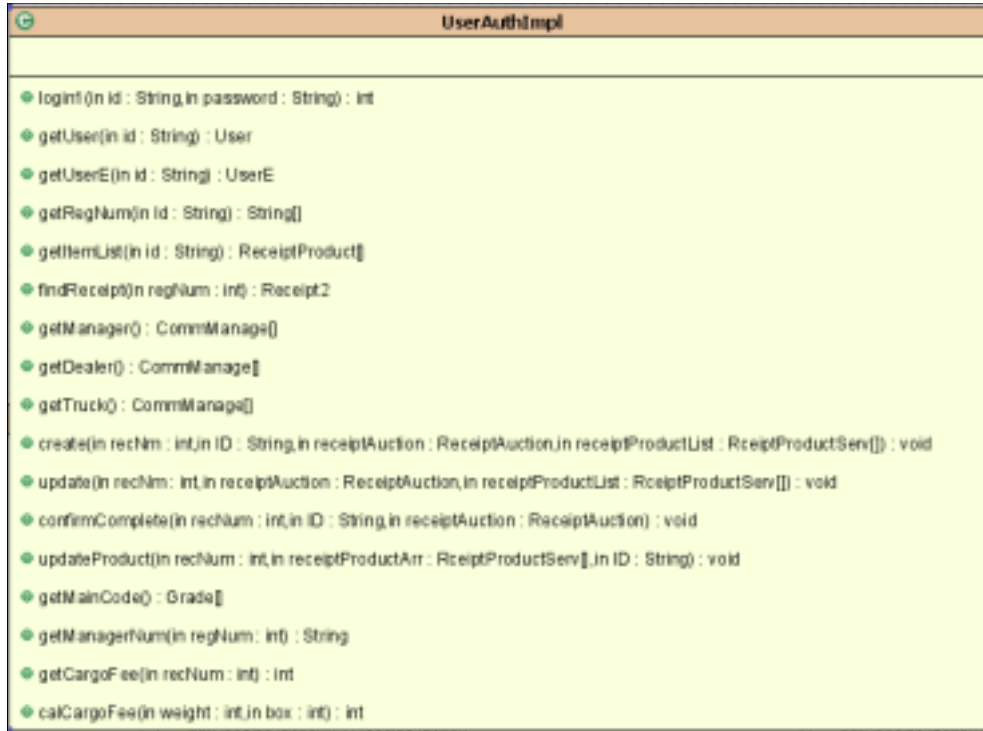 UserAuthImpl
login1(in id : String,in password : String) : int
getUser(in id : String) : User
getUserE(in id : String) : UserE
getRegNum(in Id : String) : String[]
getItemList(in id : String) : ReceiptProduct[]
findReceipt(in regNum : int) : Receipt2
getManager() : CommManage[]
getDealer() : CommManage[]
getTruck() : CommManage[]
create(in recNm : int,in ID : String,in receiptAuction : ReceiptAuction,in receiptProductList : RceiptProductServ[]) : void
update(in recNm : int,in receiptAuction : ReceiptAuction,in receiptProductList : RceiptProductServ[]) : void
confirmComplete(in recNum : int,in ID : String,in receiptAuction : ReceiptAuction) : void
updateProduct(in recNum : int,in receiptProductArr : RceiptProductServ[],in ID : String) : void
getMainCode() : Grade[]
getManagerNum(in regNum : int) : String
getCargoFee(in recNum : int) : int
calCargoFee(in weight : int,in box : int) : int